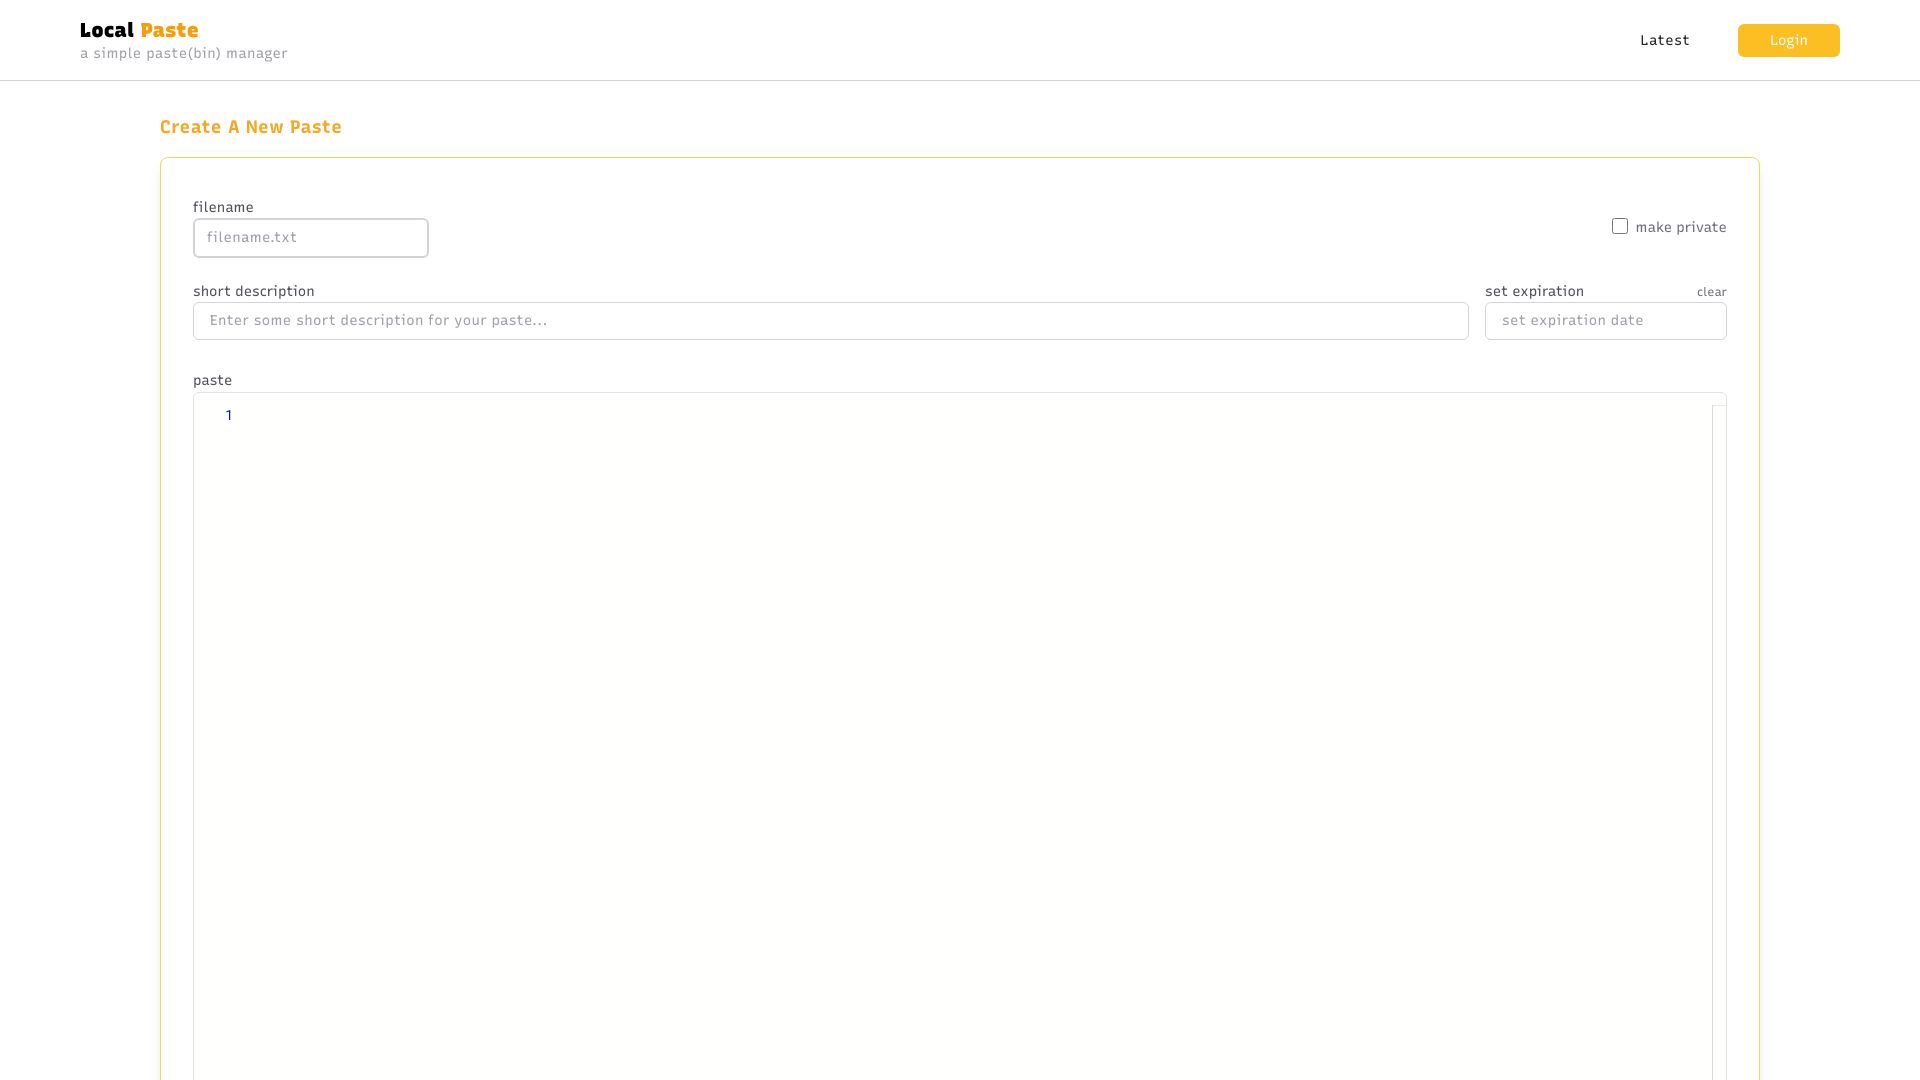 Local Paste
a simple paste(bin) manager
Latest
Login
Create A New Paste
filename
filename.txt
make private
short description
Enter some short description for your paste...
set expiration
clear
set expiration date
paste
1